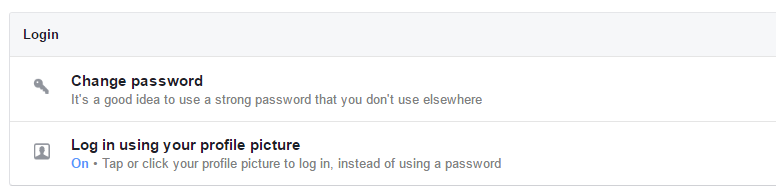 Login
Change password
It's a good idea to use a strong password that you don't use elsewhere
Log in using your profile picture
On • Tap or click your profile picture to log in, instead of using a password